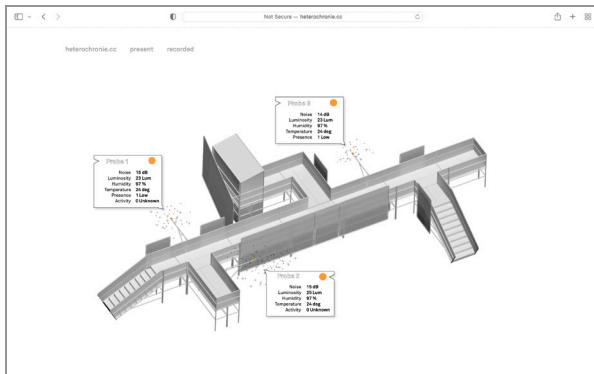 Not Secure — heterochronie.cc
heterochronie.cc present recorded
Probe 3
Noise 14 dB
Luminosity 23 Lum
Humidity 97 %
Temperature 24 deg
Presence 1 Low
Probe 1
Noise 15 dB
Luminosity 23 Lum
Humidity 97 %
Temperature 24 deg
Presence 1 Low
Activity 0 Unknown
Probe 2
Noise 15 dB
Luminosity 25 Lum
Humidity 97 %
Temperature 24 deg
Activity 0 Unknown